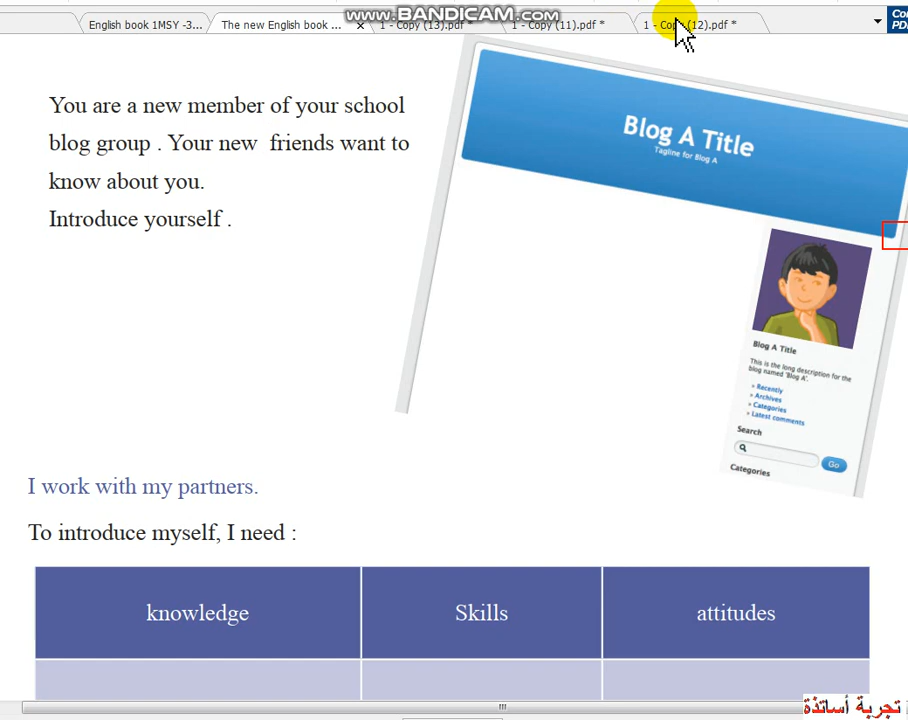 www.BANDICAM.com
English book 1MSY -3...
The new English book ...
1 - Copy (13).pdf *
1 - Copy (11).pdf *
1 - Copy (12).pdf *
Co
PD
You are a new member of your school
blog group . Your new friends want to
know about you.
Introduce yourself .
Blog A Title
Tagline for Blog A
Blog A Title
This is the long description for the
blog named 'Blog A'.
» Recently
» Archives
» Categories
» Latest comments
Search
Go
Categories
I work with my partners.
To introduce myself, I need :
knowledge
Skills
attitudes
تجربة أساتذة